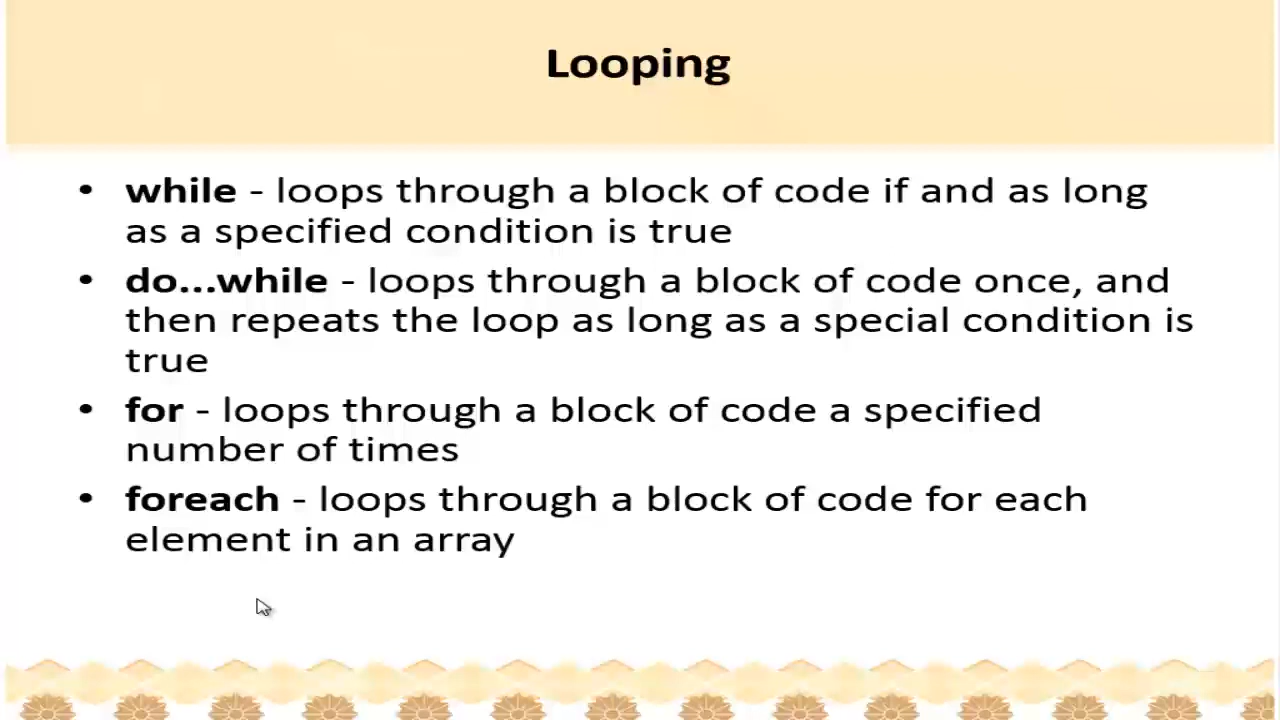 Looping
• while - loops through a block of code if and as long
as a specified condition is true
• do...while - loops through a block of code once, and
then repeats the loop as long as a special condition is
true
• for - loops through a block of code a specified
number of times
• foreach - loops through a block of code for each
element in an array